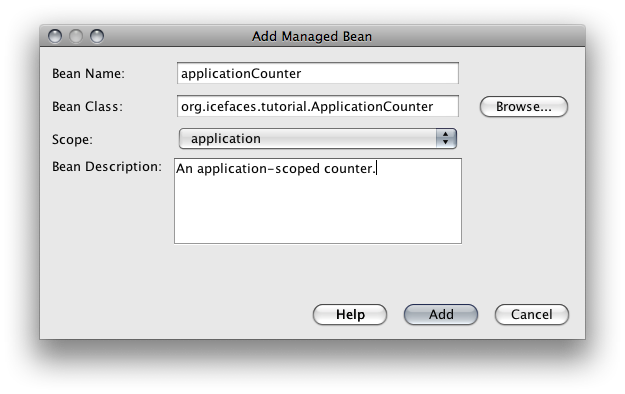 Add Managed Bean
Bean Name: applicationCounter
Bean Class: org.icefaces.tutorial.ApplicationCounter Browse...
Scope: application
Bean Description: An application-scoped counter.
Help Add Cancel